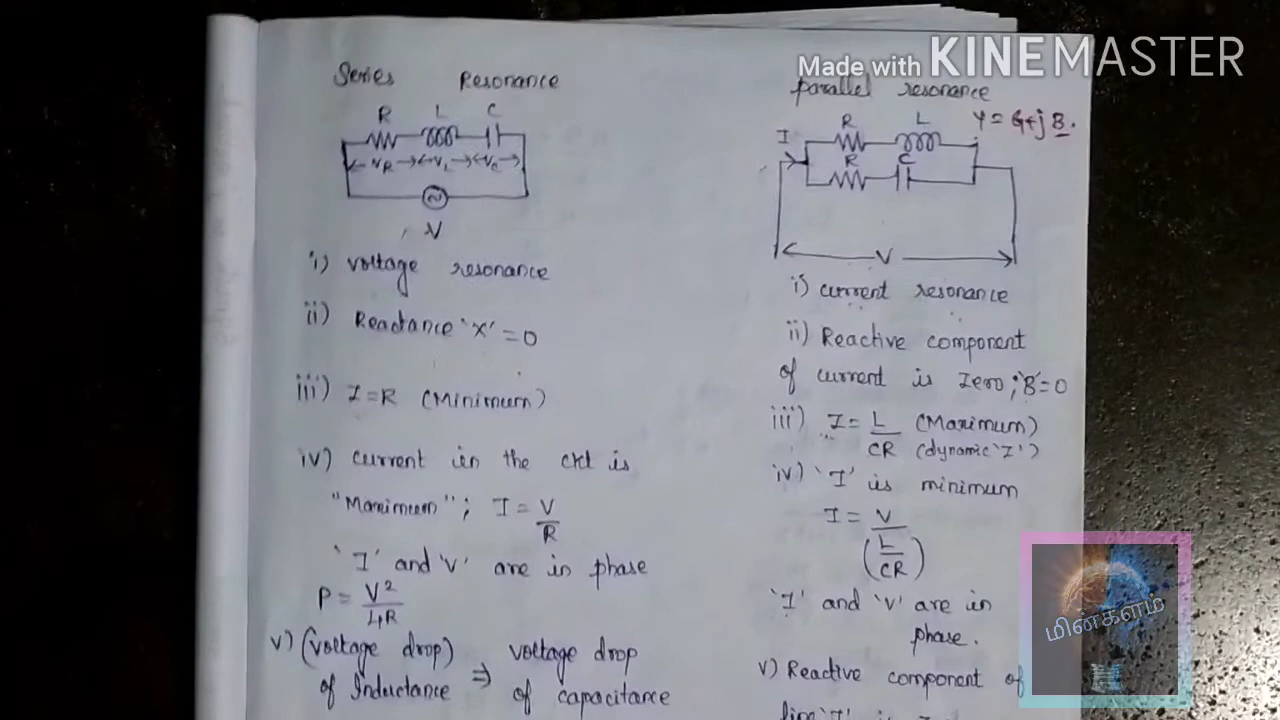 Made with KINEMASTER
Series Resonance
R L C
VR VL VC
V
i) voltage resonance
ii) Reactance 'X' = 0
iii) Z = R (Minimum)
iv) current in the ckt is
"Maximum"; I = V/R
'I' and 'V' are in phase
P = V²/4R
v) (voltage drop) ⇒ voltage drop
of Inductance of capacitance
parallel resonance
Y = G+jB.
I R L
R C
V
i) current resonance
ii) Reactive component
of current is Zero; 'B' = 0
iii) Z = L/CR (Maximum)
(dynamic 'Z')
iv) 'I' is minimum
I = V/(L/CR)
'I' and 'V' are in
phase.
v) Reactive component of
line 'I' is
மின்களம்